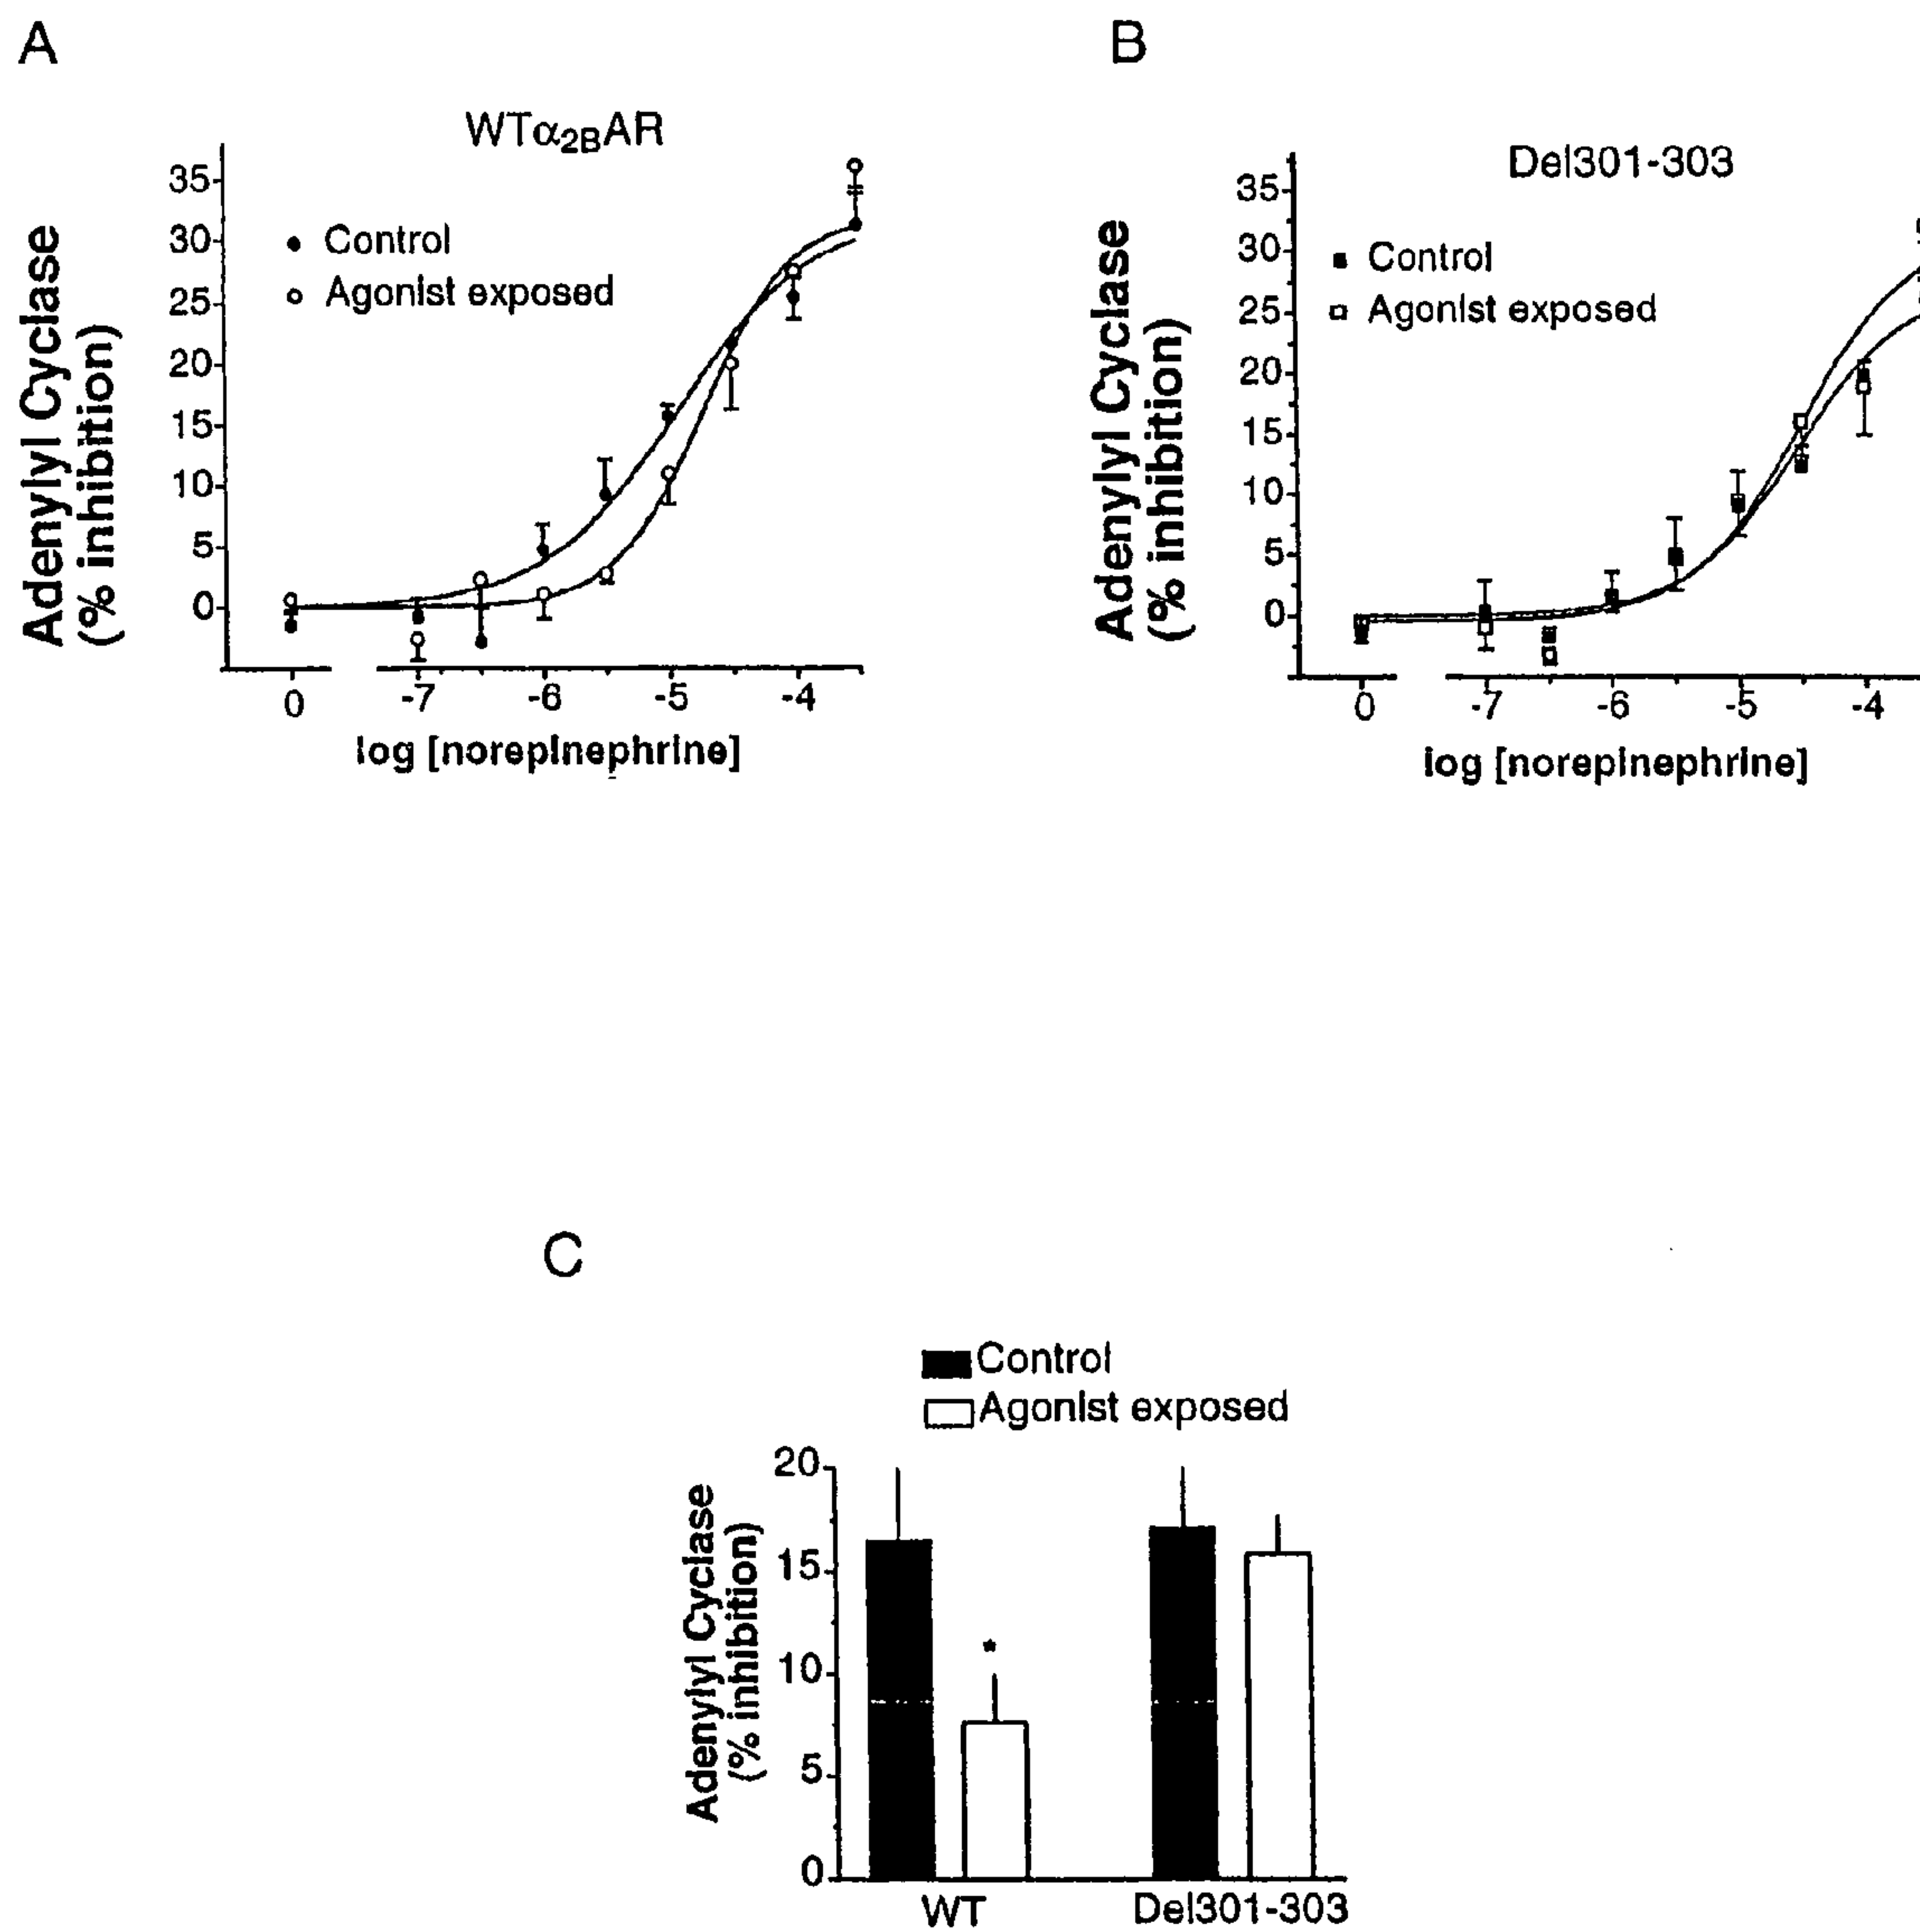 A
WTα2BAR
35
30
25
20
15
10
5
0
Control
Agonist exposed
Adenylyl Cyclase
(% inhibition)
0 -7 -6 -5 -4
log [norepinephrine]
B
Del301-303
35
30
25
20
15
10
5
0
Control
Agonist exposed
Adenylyl Cyclase
(% inhibition)
0 -7 -6 -5 -4
log [norepinephrine]
C
Control
Agonist exposed
20
15
10
5
0
*
Adenylyl Cyclase
(% inhibition)
WT Del301-303